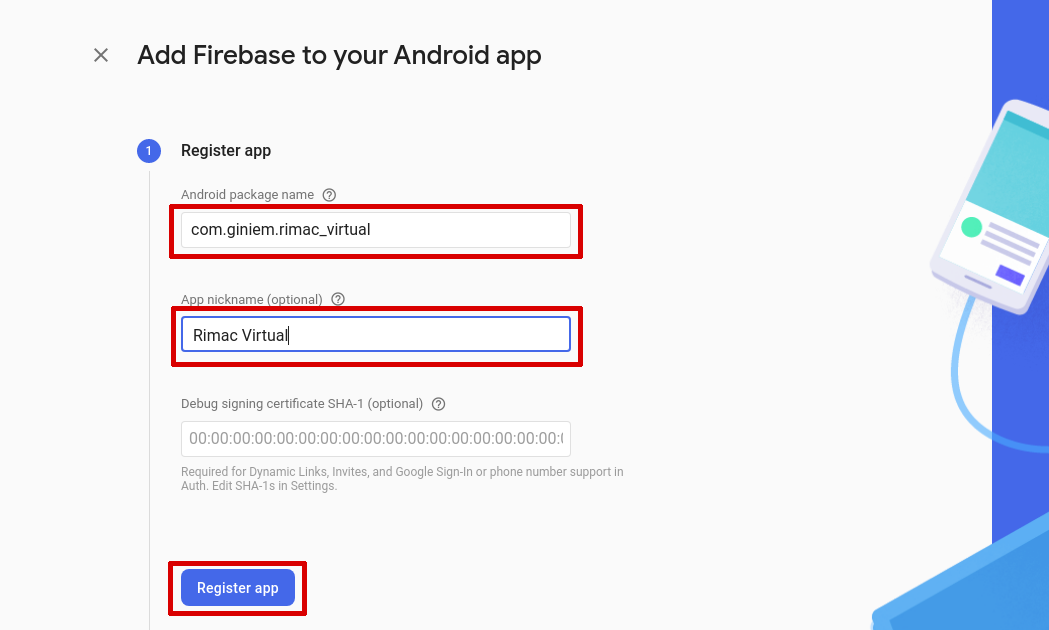 Add Firebase to your Android app
1 Register app
Android package name
com.giniem.rimac_virtual
App nickname (optional)
Rimac Virtual
Debug signing certificate SHA-1 (optional)
00:00:00:00:00:00:00:00:00:00:00:00:00:00:00:00:00:
Required for Dynamic Links, Invites, and Google Sign-In or phone number support in
Auth. Edit SHA-1s in Settings.
Register app